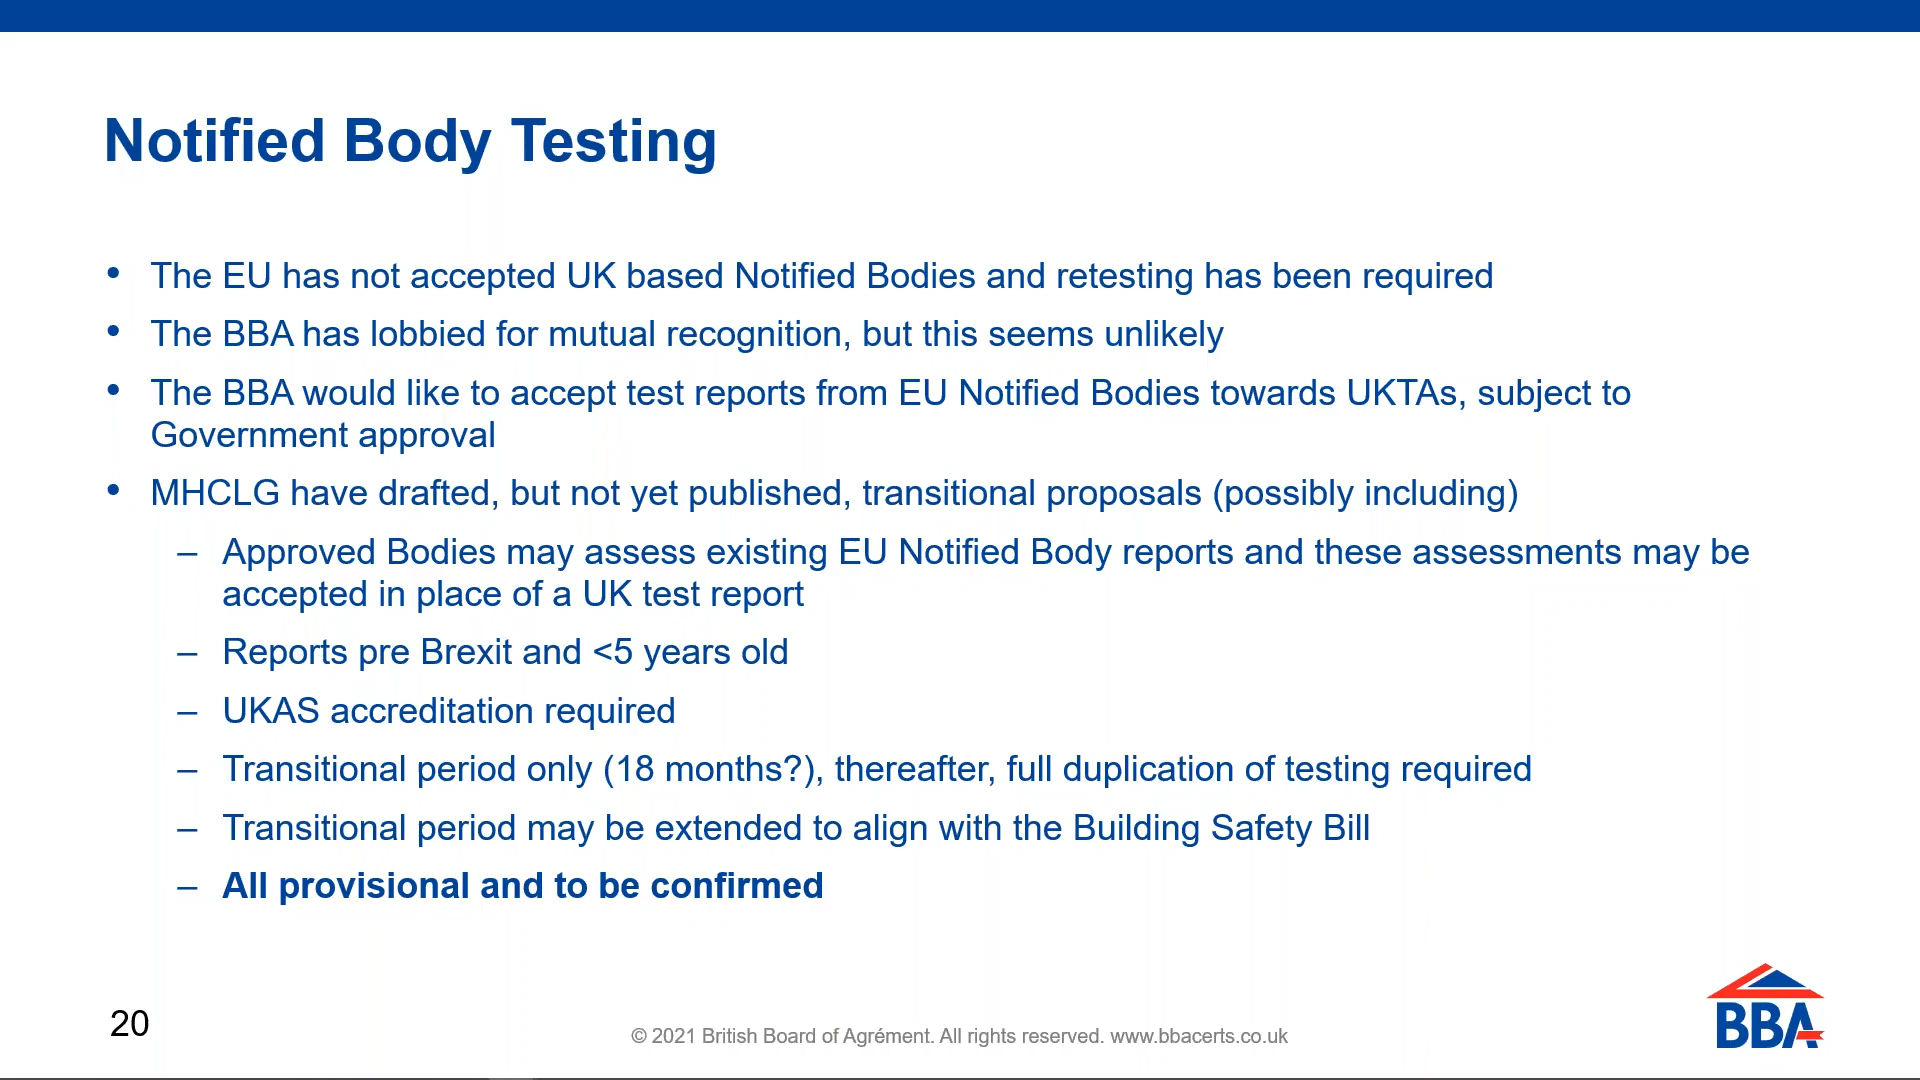 Notified Body Testing
• The EU has not accepted UK based Notified Bodies and retesting has been required
• The BBA has lobbied for mutual recognition, but this seems unlikely
• The BBA would like to accept test reports from EU Notified Bodies towards UKTAs, subject to
Government approval
• MHCLG have drafted, but not yet published, transitional proposals (possibly including)
– Approved Bodies may assess existing EU Notified Body reports and these assessments may be
accepted in place of a UK test report
– Reports pre Brexit and <5 years old
– UKAS accreditation required
– Transitional period only (18 months?), thereafter, full duplication of testing required
– Transitional period may be extended to align with the Building Safety Bill
– All provisional and to be confirmed
20
© 2021 British Board of Agrément. All rights reserved. www.bbacerts.co.uk
BBA